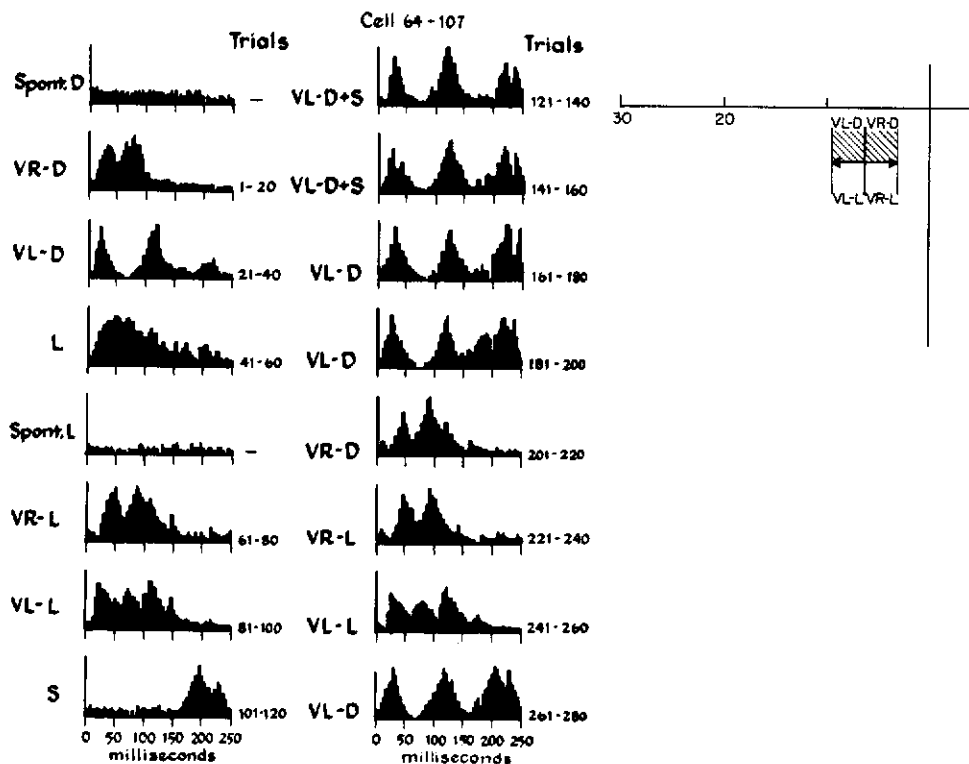 Cell 64-107
Trials
Trials
Spont. D
—
VR-D
1-20
VL-D
21-40
L
41-60
Spont. L
—
VR-L
61-80
VL-L
81-100
S
101-120
0 50 100 150 200 250
milliseconds
VL-D+S
121-140
VL-D+S
141-160
VL-D
161-180
VL-D
181-200
VR-D
201-220
VR-L
221-240
VL-L
241-260
VL-D
261-280
0 50 100 150 200 250
milliseconds
30 20
VL-D VR-D
VL-L VR-L